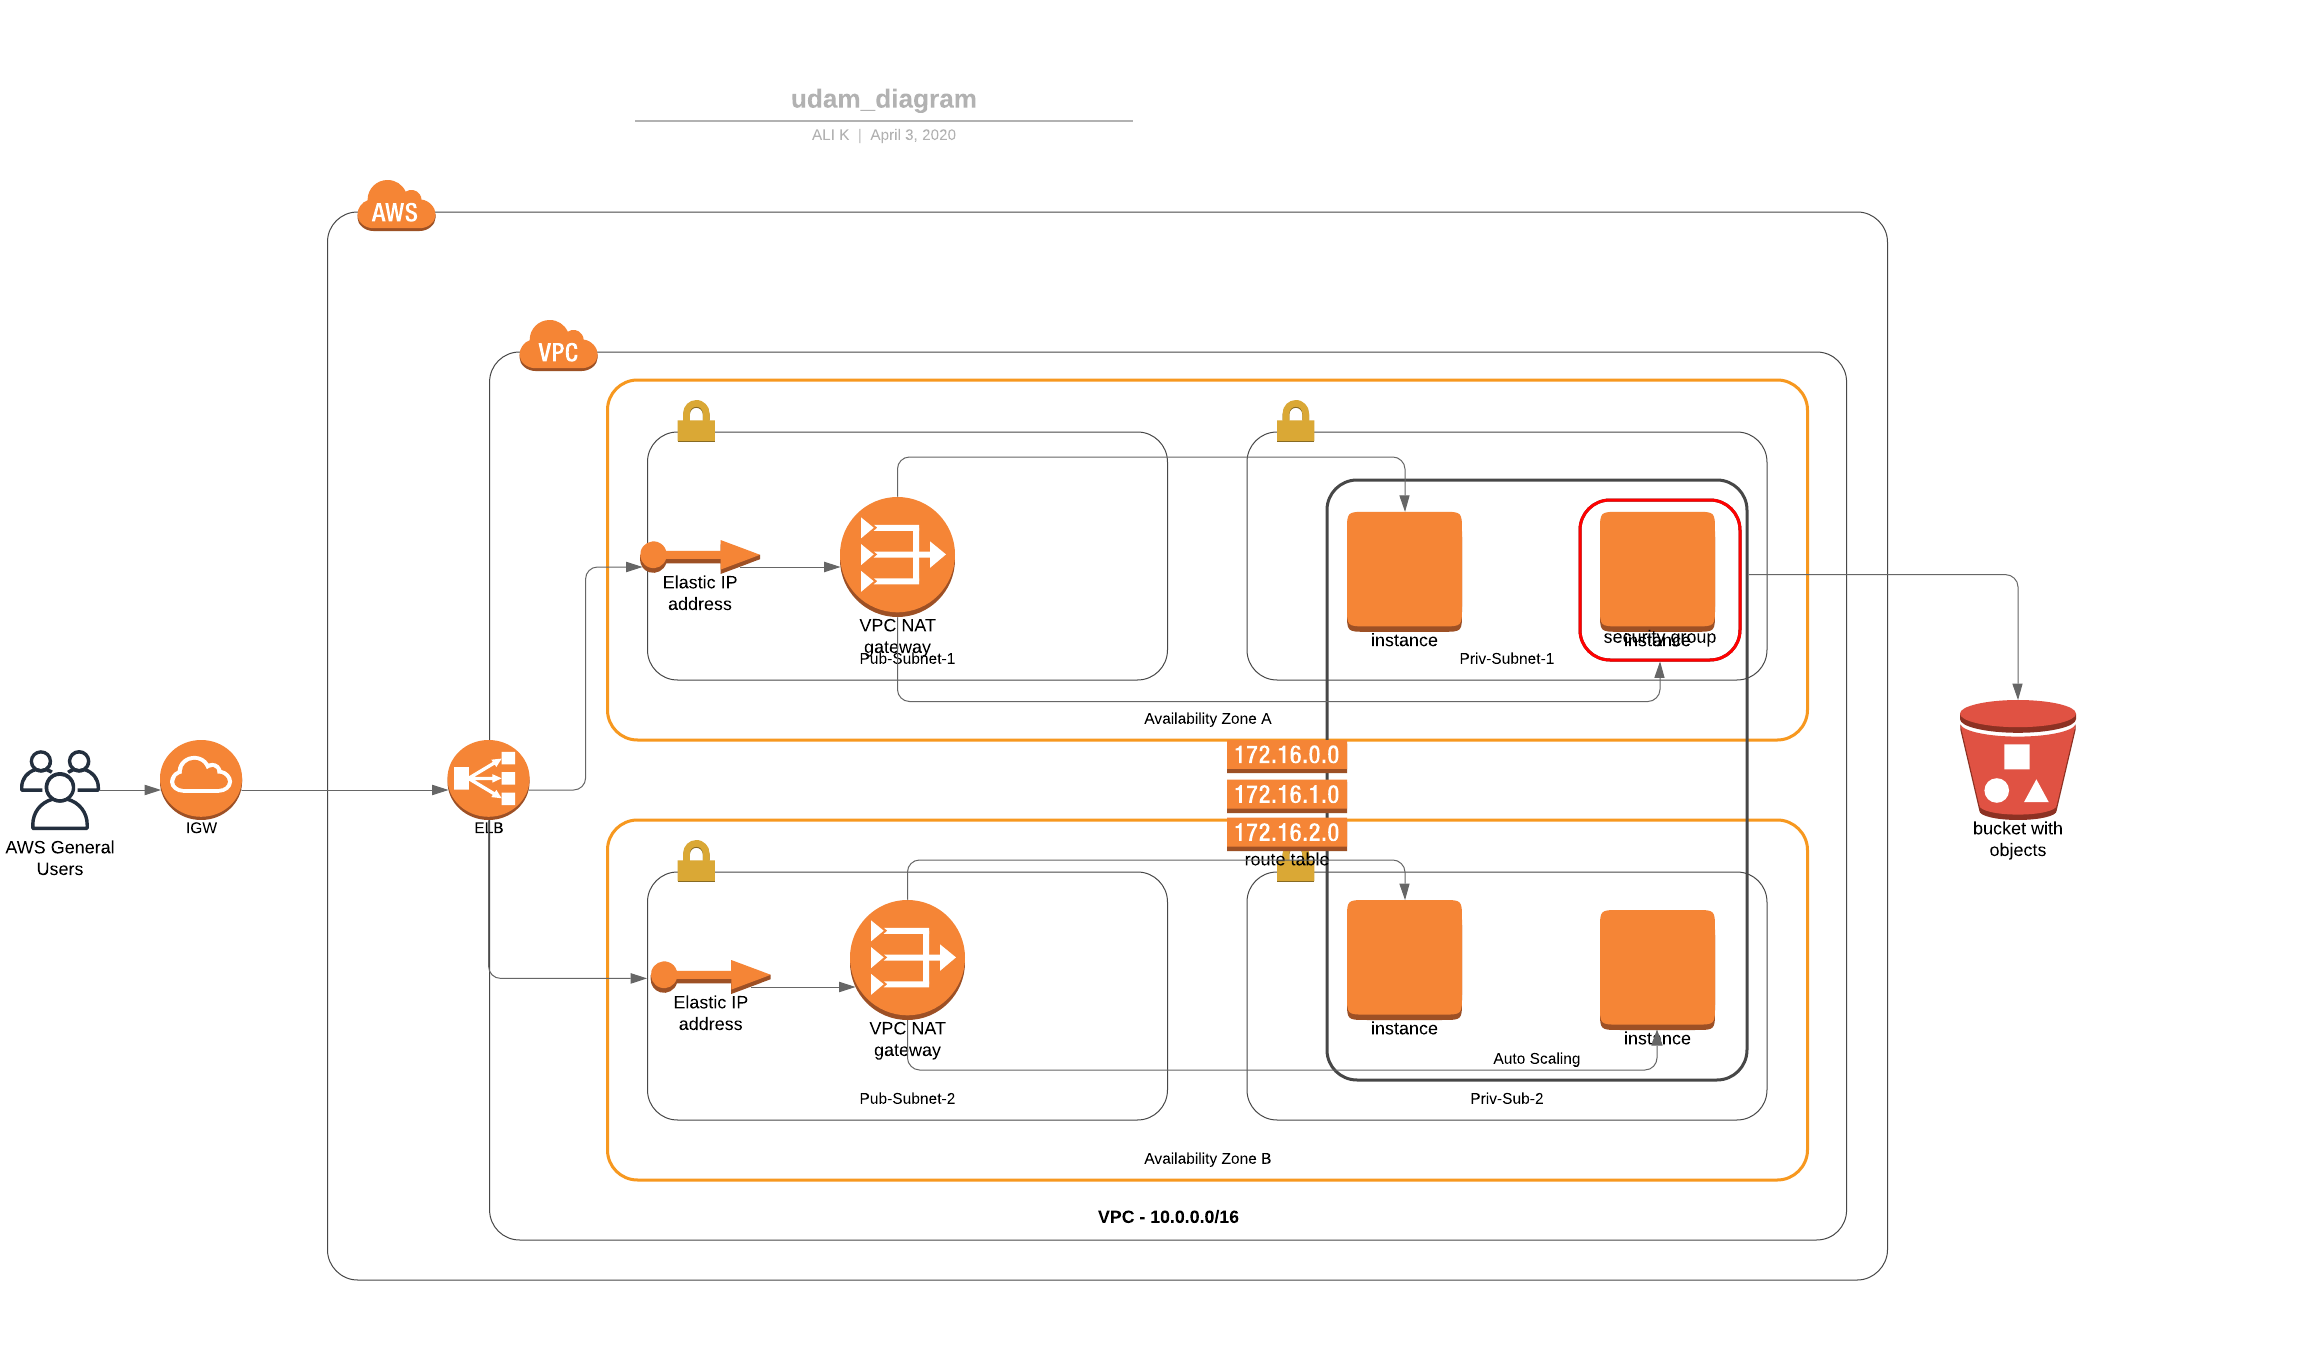 udam_diagram
ALI K | April 3, 2020
AWS
VPC
Elastic IP
address
VPC NAT
gateway
Pub-Subnet-1
instance
instance
security group
Priv-Subnet-1
Availability Zone A
172.16.0.0
172.16.1.0
172.16.2.0
route table
AWS General
Users
IGW
ELB
bucket with
objects
Elastic IP
address
VPC NAT
gateway
Pub-Subnet-2
instance
instance
Auto Scaling
Priv-Sub-2
Availability Zone B
VPC - 10.0.0.0/16